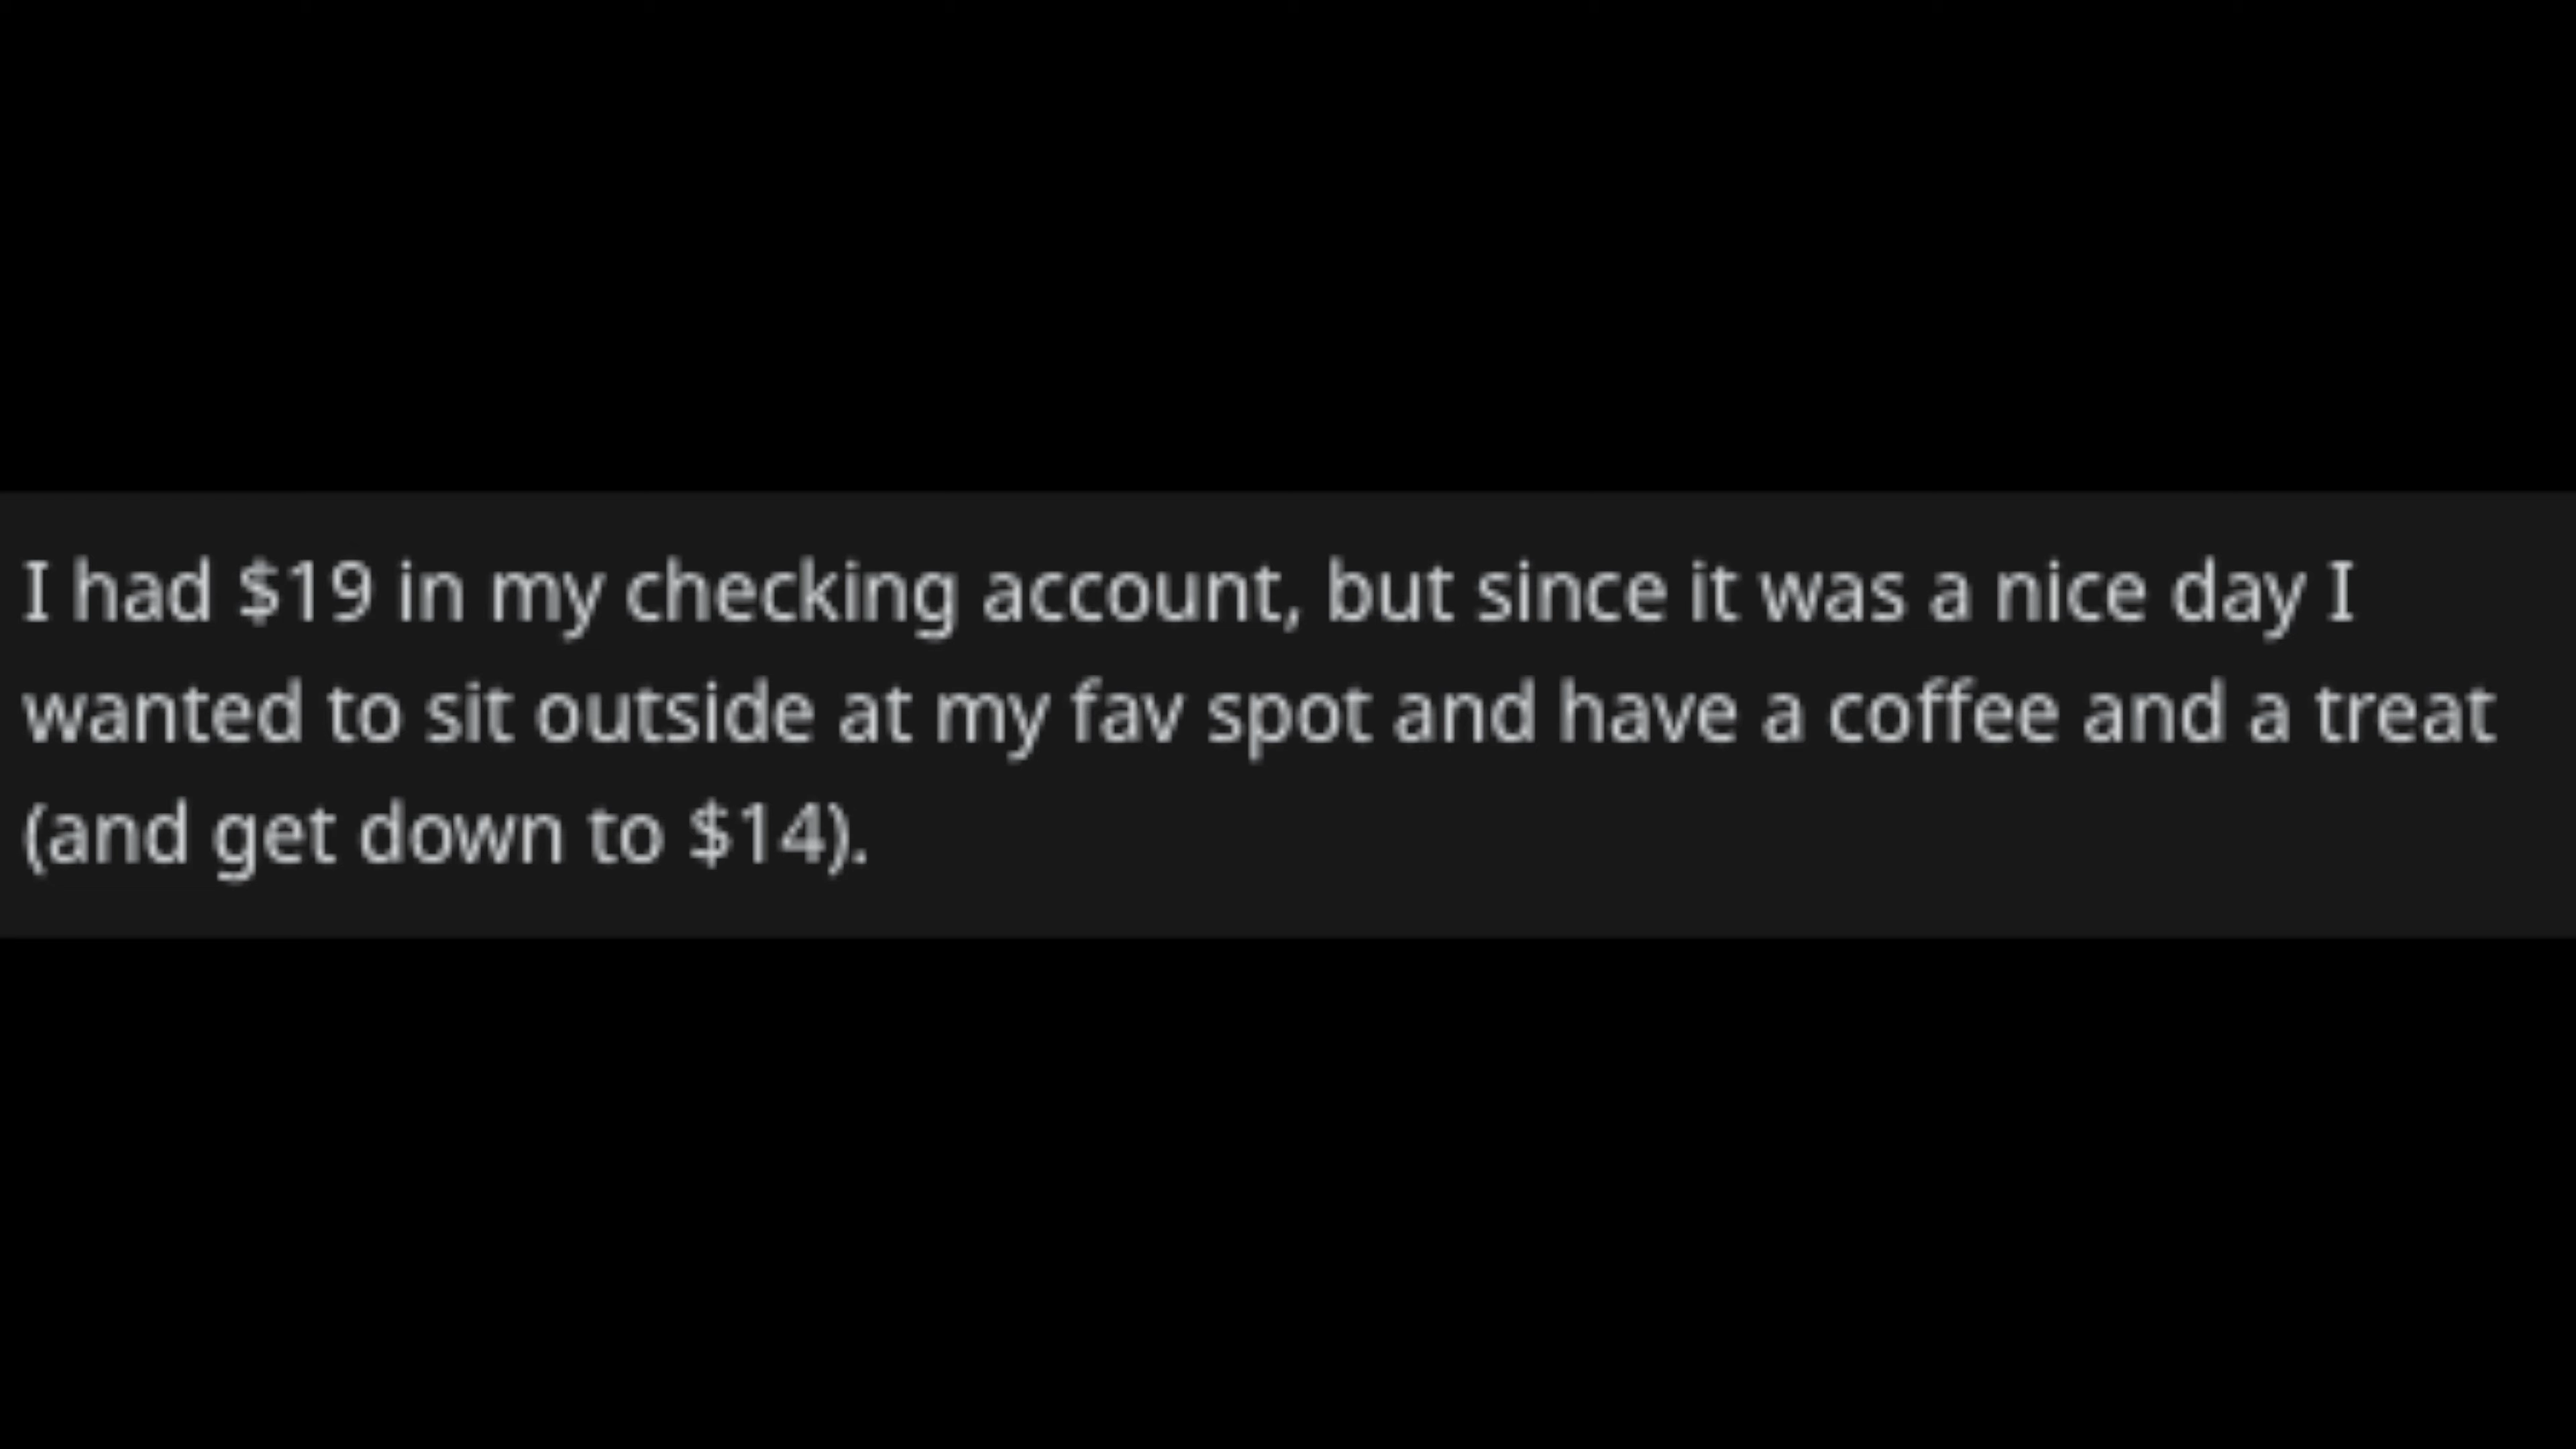 I had $19 in my checking account, but since it was a nice day I
wanted to sit outside at my fav spot and have a coffee and a treat
(and get down to $14).